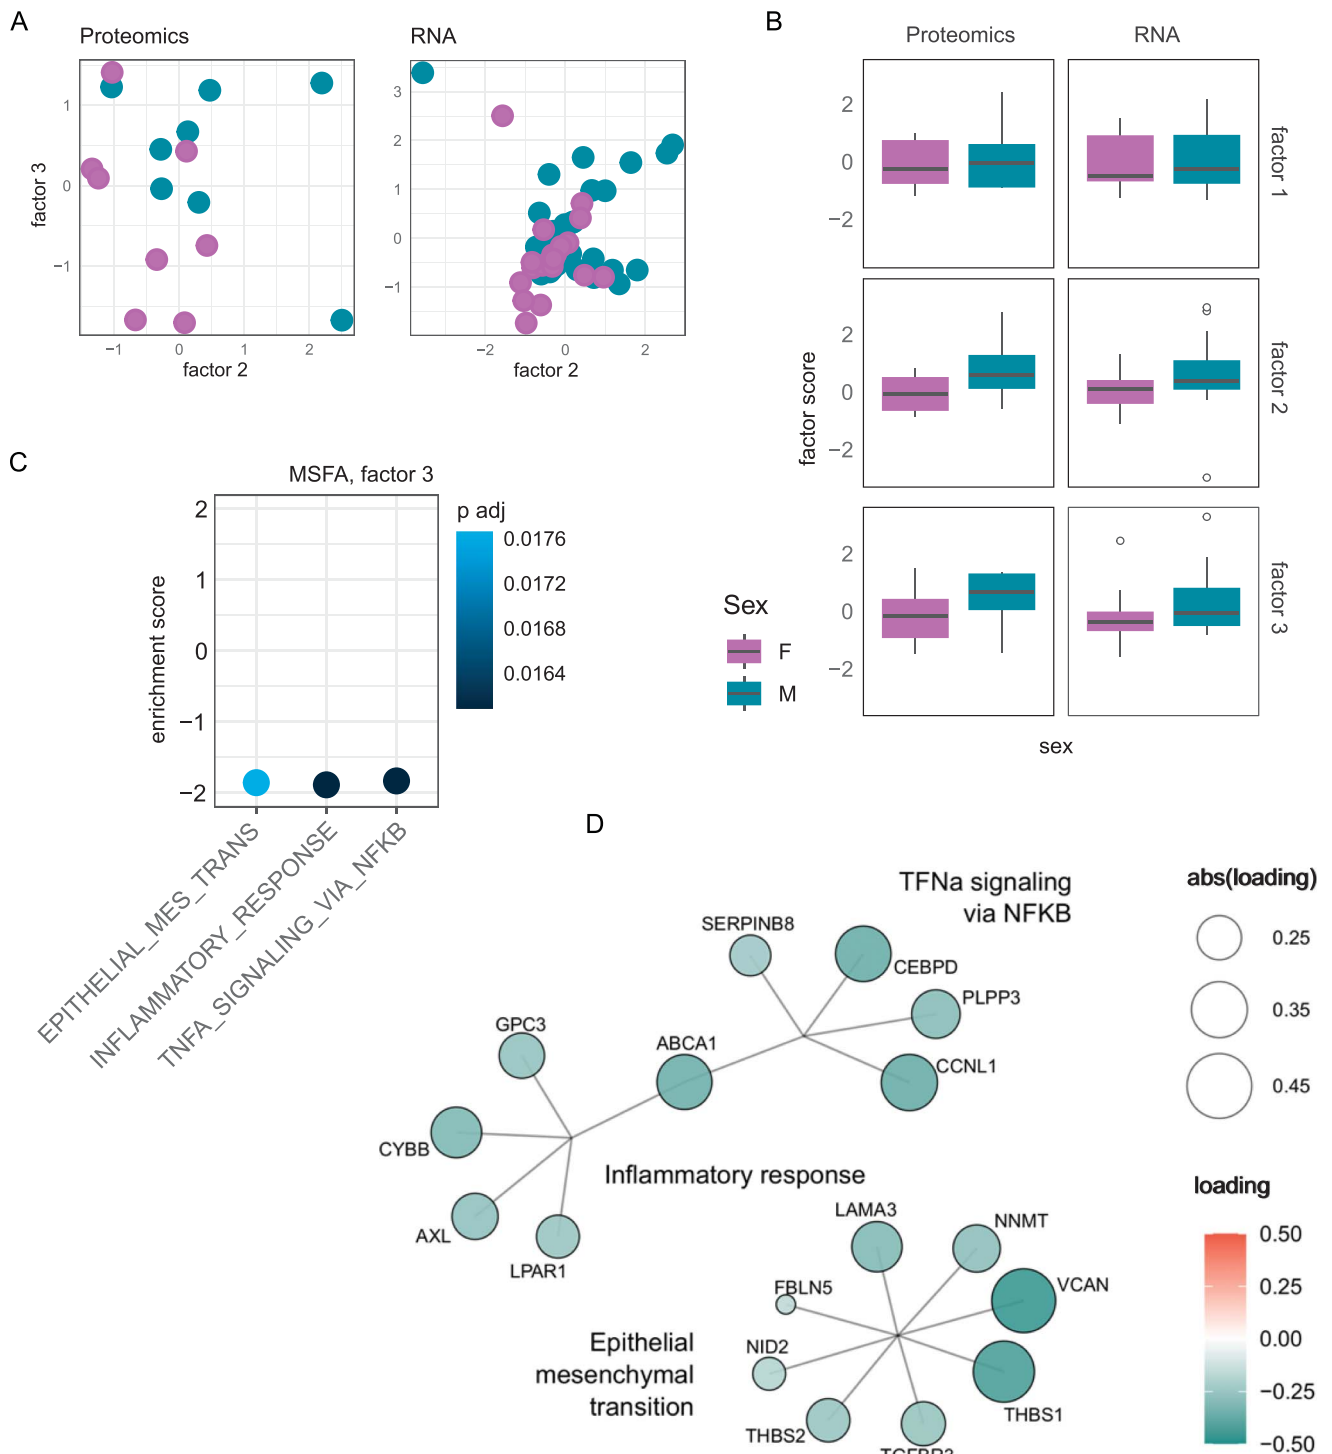 A
Proteomics
RNA
factor 3
1
0
−1
−1
0
1
2
factor 2
3
2
1
0
−1
−2
0
2
factor 2
B
Proteomics
RNA
factor score
2
0
−2
factor 1
2
0
−2
factor 2
2
0
−2
factor 3
sex
Sex
F
M
C
MSFA, factor 3
enrichment score
2
1
0
−1
−2
EPITHELIAL_MES_TRANS
INFLAMMATORY_RESPONSE
TNFA_SIGNALING_VIA_NFKB
p adj
0.0176
0.0172
0.0168
0.0164
D
TFNa signaling
via NFKB
SERPINB8
CEBPD
PLPP3
CCNL1
ABCA1
GPC3
CYBB
AXL
LPAR1
Inflammatory response
LAMA3
NNMT
VCAN
FBLN5
NID2
THBS1
THBS2
Epithelial
mesenchymal
transition
abs(loading)
0.25
0.35
0.45
loading
0.50
0.25
0.00
−0.25
−0.50